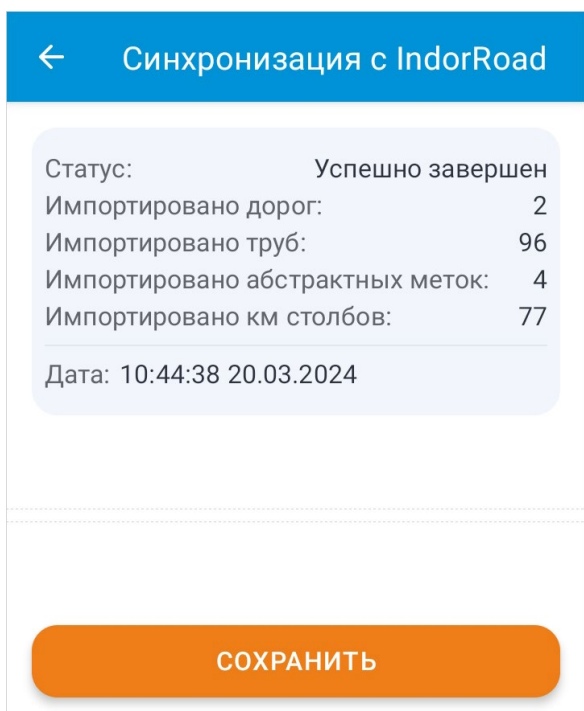 Синхронизация с IndorRoad
Статус: Успешно завершен
Импортировано дорог: 2
Импортировано труб: 96
Импортировано абстрактных меток: 4
Импортировано км столбов: 77
Дата: 10:44:38 20.03.2024
СОХРАНИТЬ